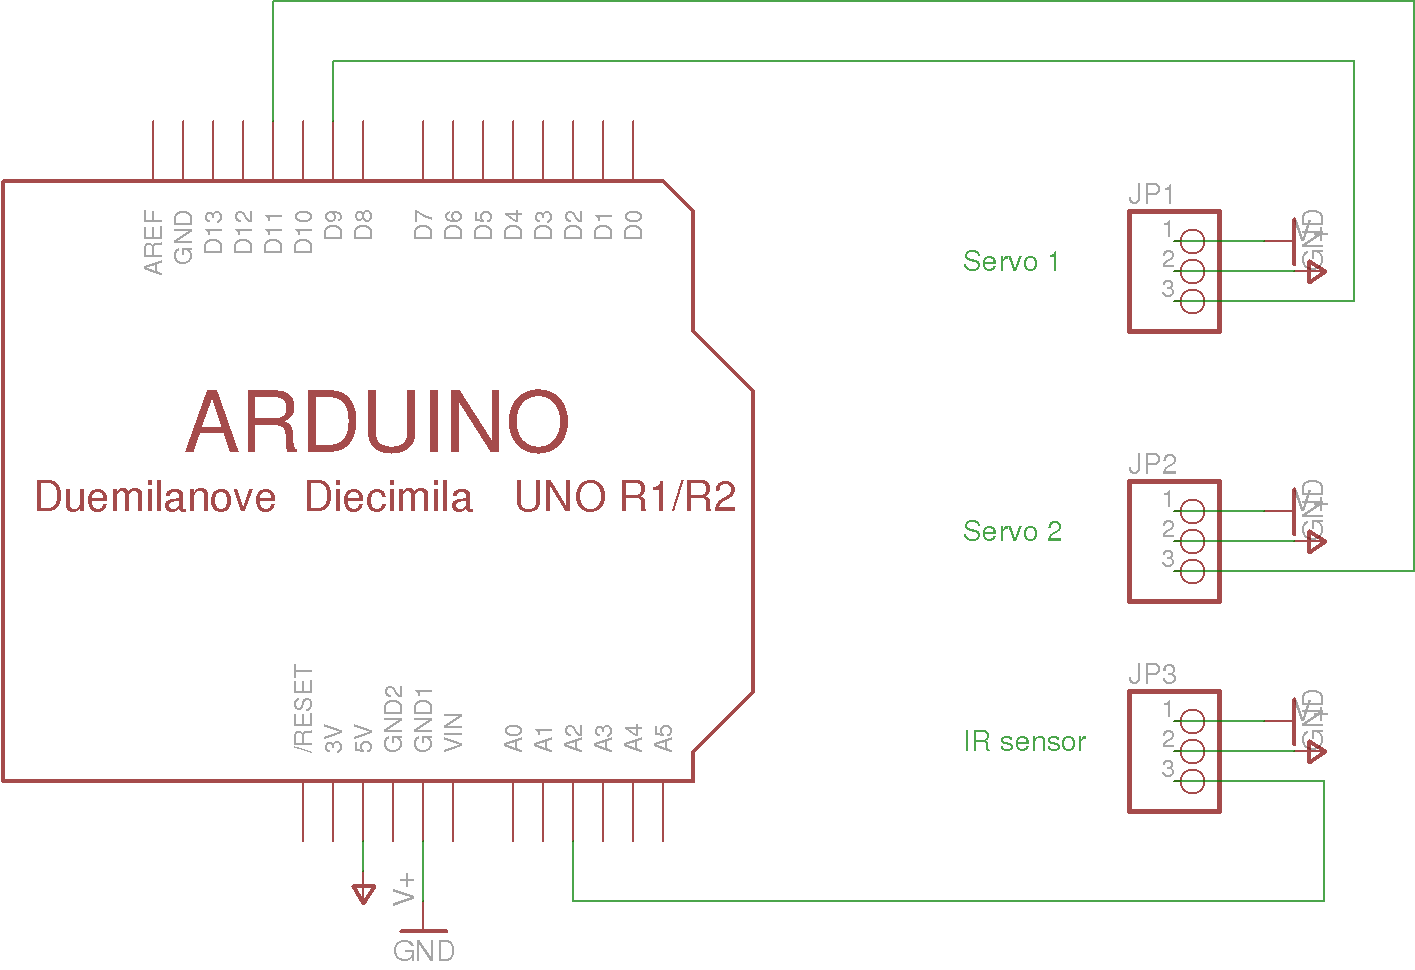 AREF GND D13 D12 D11 D10 D9 D8 D7 D6 D5 D4 D3 D2 D1 D0
JP1
1
2
3
V+
GND
Servo 1
ARDUINO
Duemilanove Diecimila UNO R1/R2
JP2
1
2
3
V+
GND
Servo 2
/RESET 3V 5V GND2 GND1 VIN A0 A1 A2 A3 A4 A5
JP3
1
2
3
V+
GND
IR sensor
V+
GND